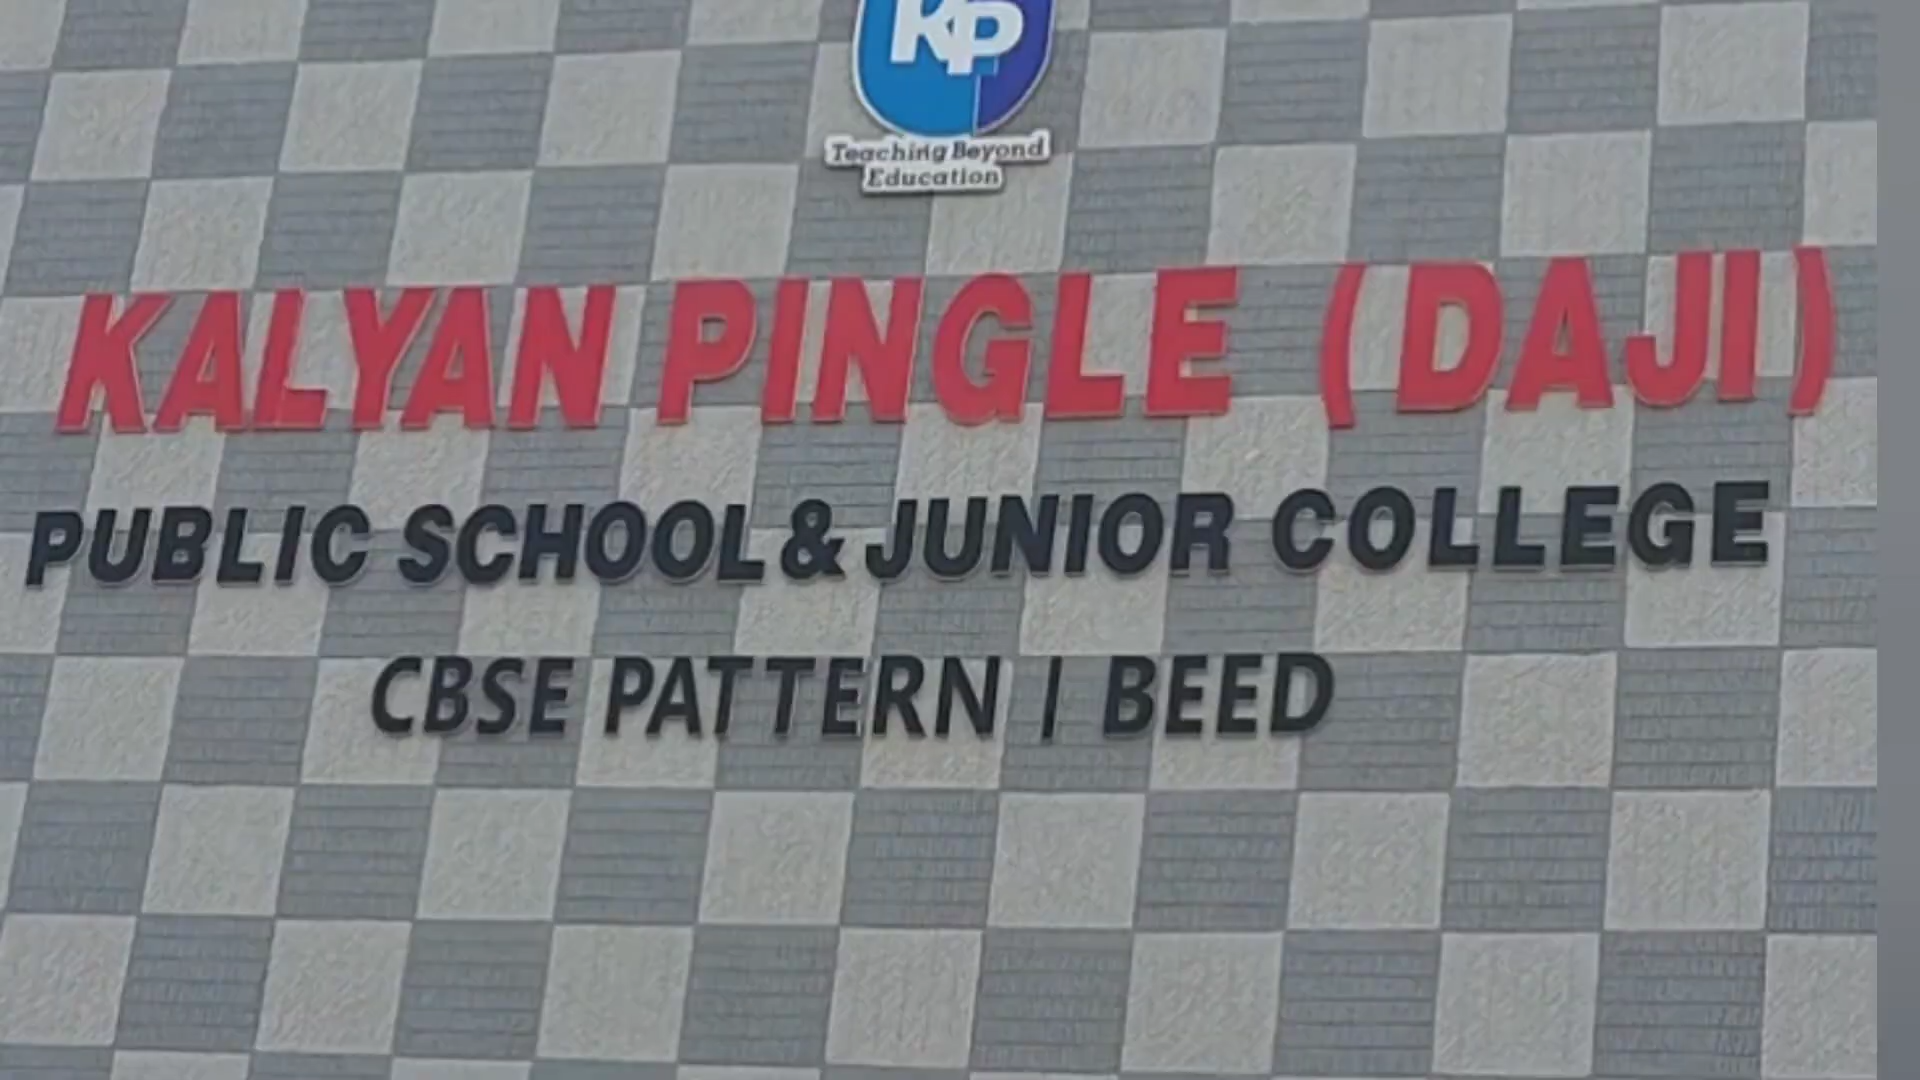 KP
Teaching Beyond
Education
KALYAN PINGLE (DAJI)
PUBLIC SCHOOL & JUNIOR COLLEGE
CBSE PATTERN | BEED